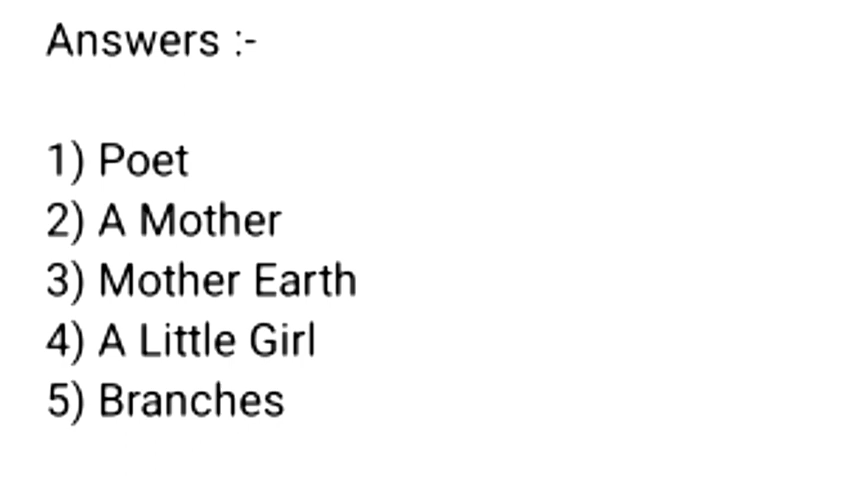 Answers :-
1) Poet
2) A Mother
3) Mother Earth
4) A Little Girl
5) Branches